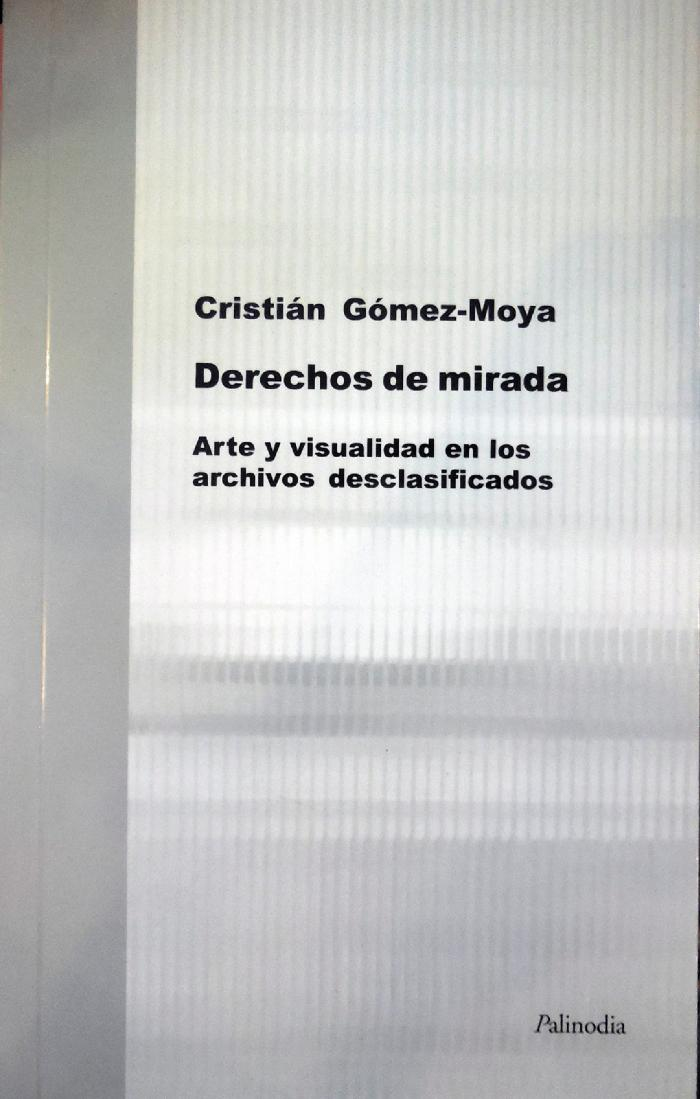 Cristián Gómez-Moya
Derechos de mirada
Arte y visualidad en los
archivos desclasificados
Palinodia